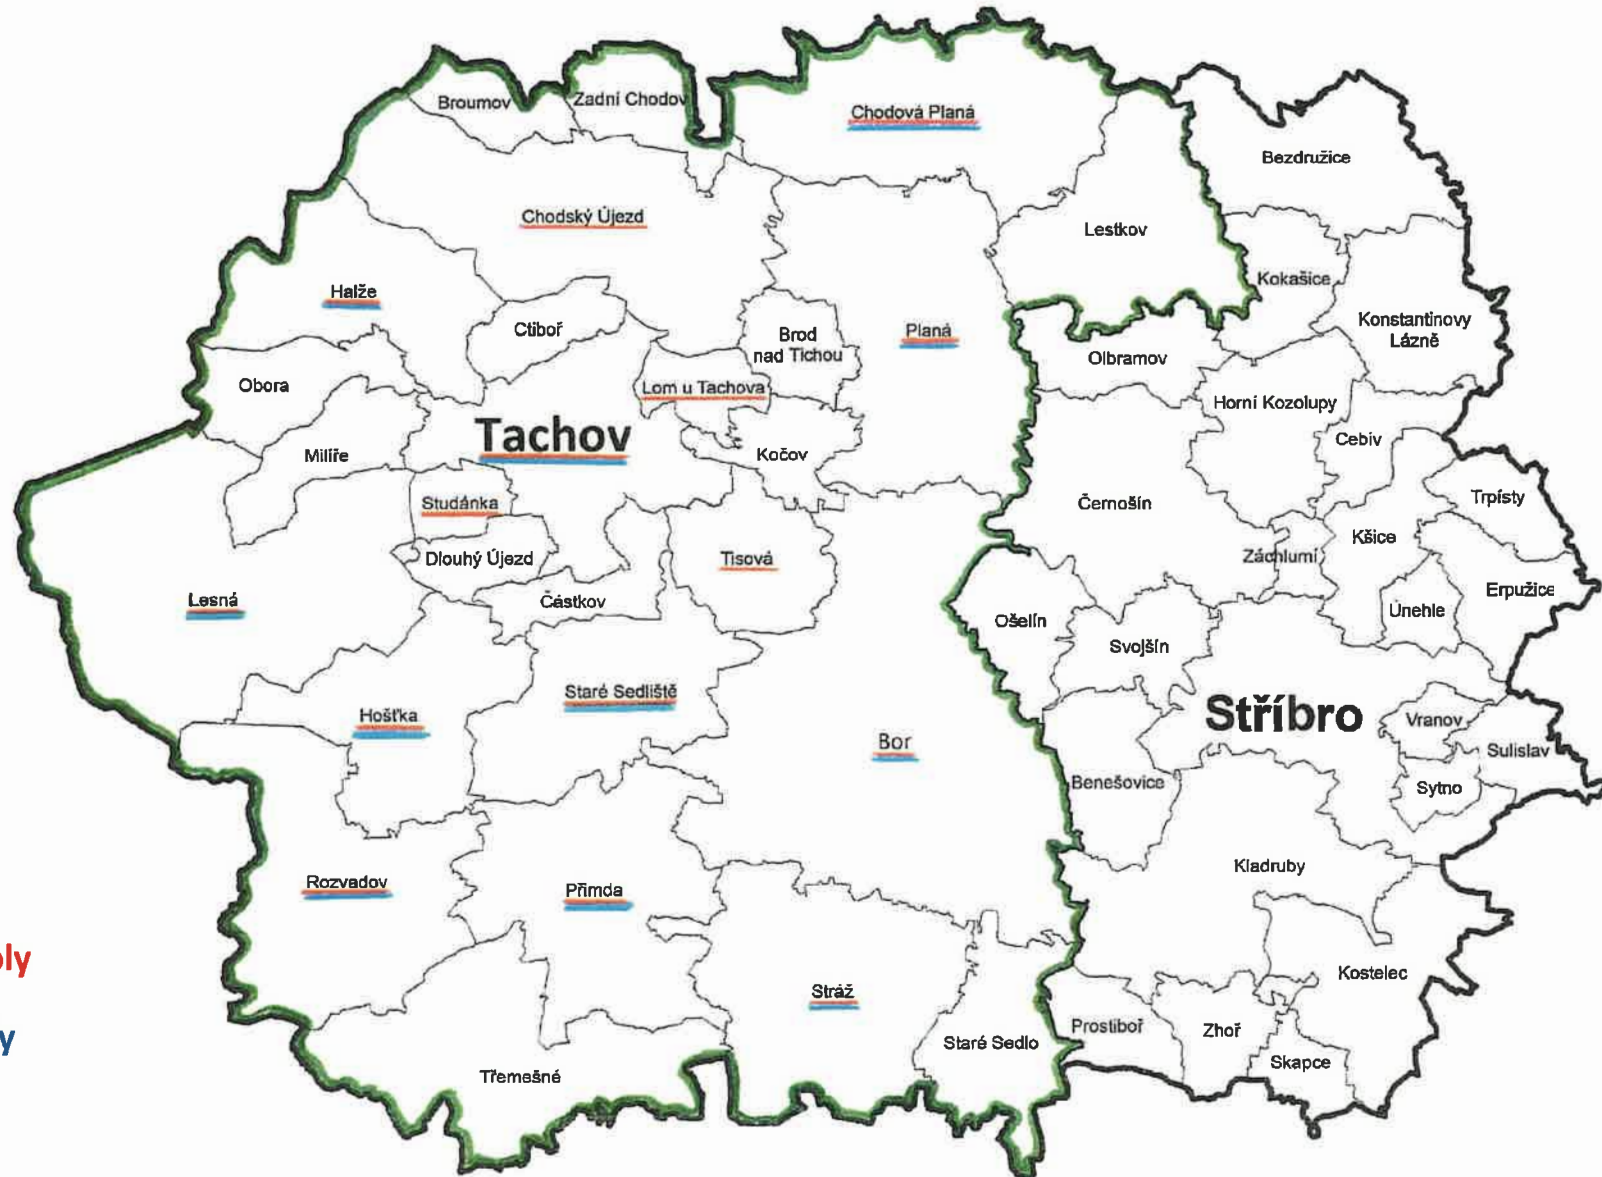 Broumov
Zadní Chodov
Chodová Planá
Bezdružice
Chodský Újezd
Lestkov
Kokašice
Halže
Ctiboř
Brod
nad Tichou
Planá
Konstantinovy
Lázně
Olbramov
Obora
Lom u Tachova
Horní Kozolupy
Tachov
Cebiv
Milíře
Kočov
Studánka
Černošín
Trpísty
Kšice
Dlouhý Újezd
Tisová
Záchlumí
Lesná
Částkov
Erpužice
Únehle
Ošelín
Svojšín
Staré Sedliště
Hošťka
Stříbro
Vranov
Bor
Sulislav
Benešovice
Sytno
Kladruby
Rozvadov
Přimda
Kostelec
Stráž
Prostiboř
Zhoř
Staré Sedlo
Skapce
Třemešné